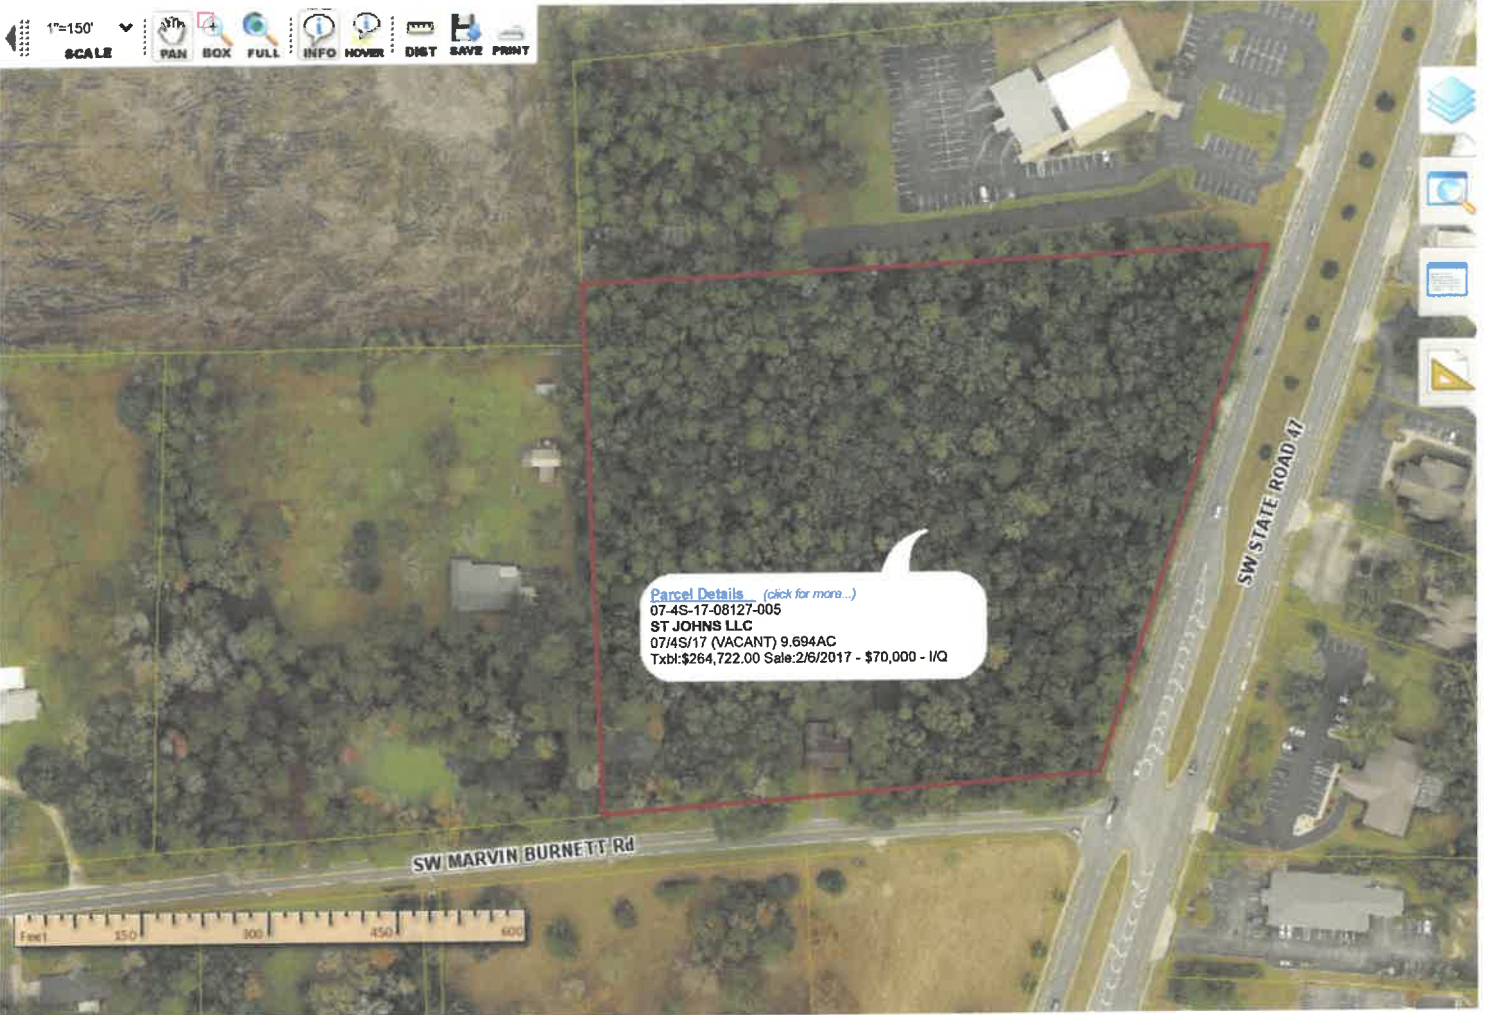 1"=150'
SCALE
PAN
BOX
FULL
INFO
HOVER
DIST
SAVE
PRINT
SW STATE ROAD 47
Parcel Details (click for more...)
07-4S-17-08127-005
ST JOHNS LLC
07/4S/17 (VACANT) 9.694AC
Txbl:$264,722.00 Sale:2/6/2017 - $70,000 - I/Q
SW MARVIN BURNETT Rd
Feet 150 300 450 600